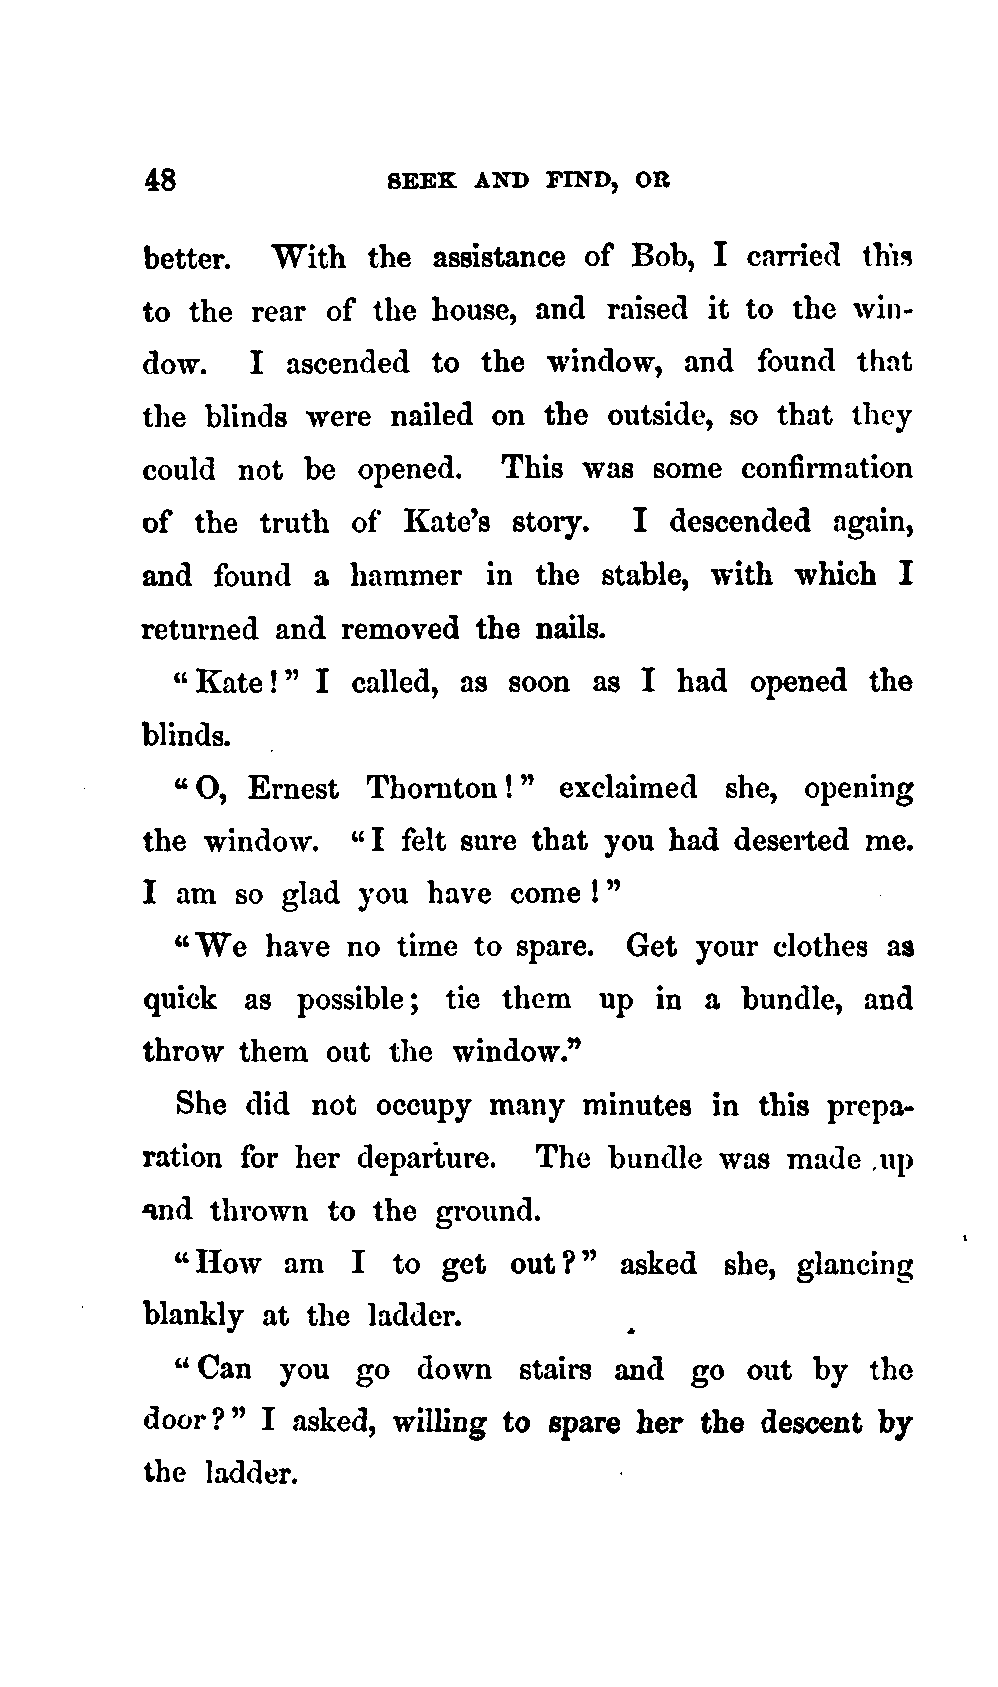 48 SEEK AND FIND, OR
better. With the assistance of Bob, I carried this
to the rear of the house, and raised it to the win-
dow. I ascended to the window, and found that
the blinds were nailed on the outside, so that they
could not be opened. This was some confirmation
of the truth of Kate's story. I descended again,
and found a hammer in the stable, with which I
returned and removed the nails.
"Kate!" I called, as soon as I had opened the
blinds.
"O, Ernest Thornton!" exclaimed she, opening
the window. "I felt sure that you had deserted me.
I am so glad you have come!"
"We have no time to spare. Get your clothes as
quick as possible; tie them up in a bundle, and
throw them out the window."
She did not occupy many minutes in this prepa-
ration for her departure. The bundle was made up
and thrown to the ground.
"How am I to get out?" asked she, glancing
blankly at the ladder.
"Can you go down stairs and go out by the
door?" I asked, willing to spare her the descent by
the ladder.